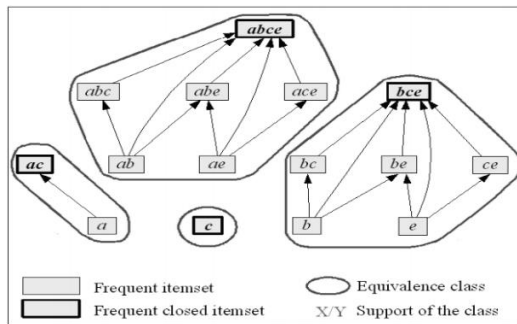 abce
abc abe ace
bce
ab ae
ac
bc be ce
a
c
b e
Frequent itemset
Equivalence class
Frequent closed itemset
X/Y Support of the class